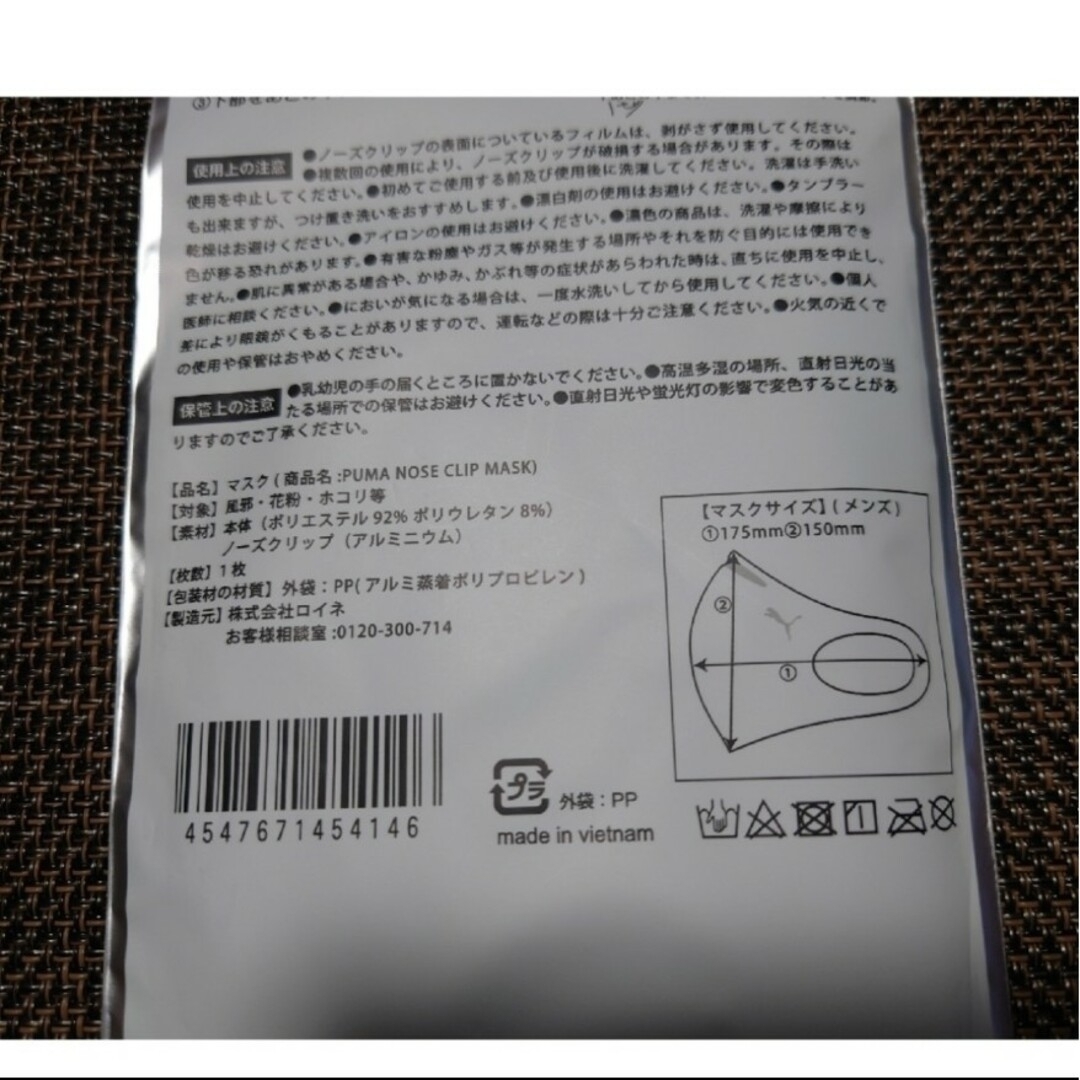 ③下部をあごの
使用上の注意 ●ノーズクリップの表面についているフィルムは、剥がさず使用してください。
●複数回の使用により、ノーズクリップが破損する場合があります。その際は
使用を中止してください。●初めてご使用する前及び使用後に洗濯してください。洗濯は手洗い
も出来ますが、つけ置き洗いをおすすめします。●漂白剤の使用はお避けください。●タンブラー
乾燥はお避けください。●アイロンの使用はお避けください。●濃色の商品は、洗濯や摩擦により
色が移る恐れがあります。●有害な粉塵やガス等が発生する場所やそれを防ぐ目的には使用でき
ません。●肌に異常がある場合や、かゆみ、かぶれ等の症状があらわれた時は、直ちに使用を中止し、
医師に相談ください。●においが気になる場合は、一度水洗いしてから使用してください。●個人
差により眼鏡がくもることがありますので、運転などの際は十分ご注意ください。●火気の近くで
の使用や保管はおやめください。
保管上の注意 ●乳幼児の手の届くところに置かないでください。●高温多湿の場所、直射日光の当
たる場所での保管はお避けください。●直射日光や蛍光灯の影響で変色することがあ
りますのでご了承ください。
【品名】マスク(商品名:PUMA NOSE CLIP MASK)
【対象】風邪・花粉・ホコリ等
【素材】本体（ポリエステル92% ポリウレタン8%）
ノーズクリップ（アルミニウム）
【枚数】1枚
【包装材の材質】外袋:PP(アルミ蒸着ポリプロピレン)
【製造元】株式会社ロイネ
お客様相談室:0120-300-714
【マスクサイズ】(メンズ)
①175mm②150mm
②
①
4547671454146
プラ 外袋:PP
made in vietnam